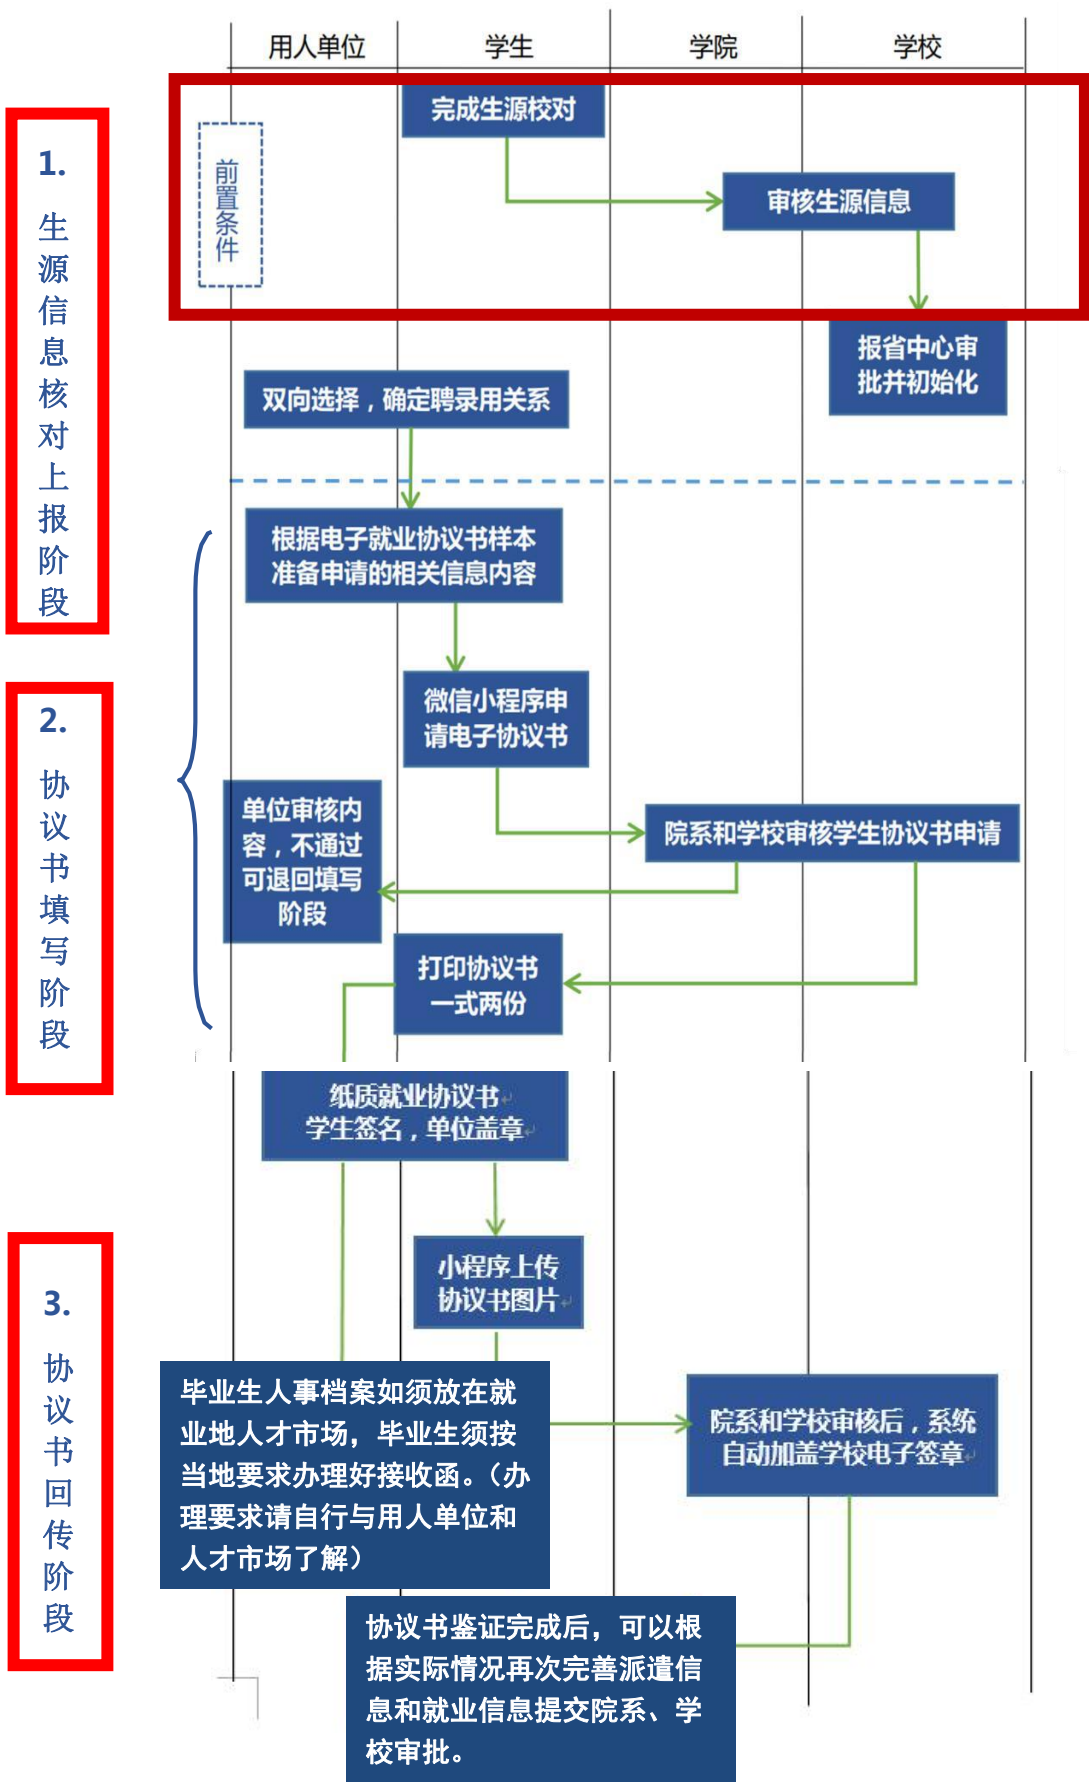 用人单位 学生 学院 学校
1.
生
源
信
息
核
对
上
报
阶
段
前
置
条
件
完成生源校对
审核生源信息
报省中心审
批并初始化
双向选择，确定聘录用关系
根据电子就业协议书样本
准备申请的相关信息内容
2.
协
议
书
填
写
阶
段
微信小程序申
请电子协议书
院系和学校审核学生协议书申请
单位审核内
容，不通过
可退回填写
阶段
打印协议书
一式两份
纸质就业协议书
学生签名，单位盖章
3.
协
议
书
回
传
阶
段
小程序上传
协议书图片
毕业生人事档案如须放在就
业地人才市场，毕业生须按
当地要求办理好接收函。（办
理要求请自行与用人单位和
人才市场了解）
院系和学校审核后，系统
自动加盖学校电子签章
协议书鉴证完成后，可以根
据实际情况再次完善派遣信
息和就业信息提交院系、学
校审批。